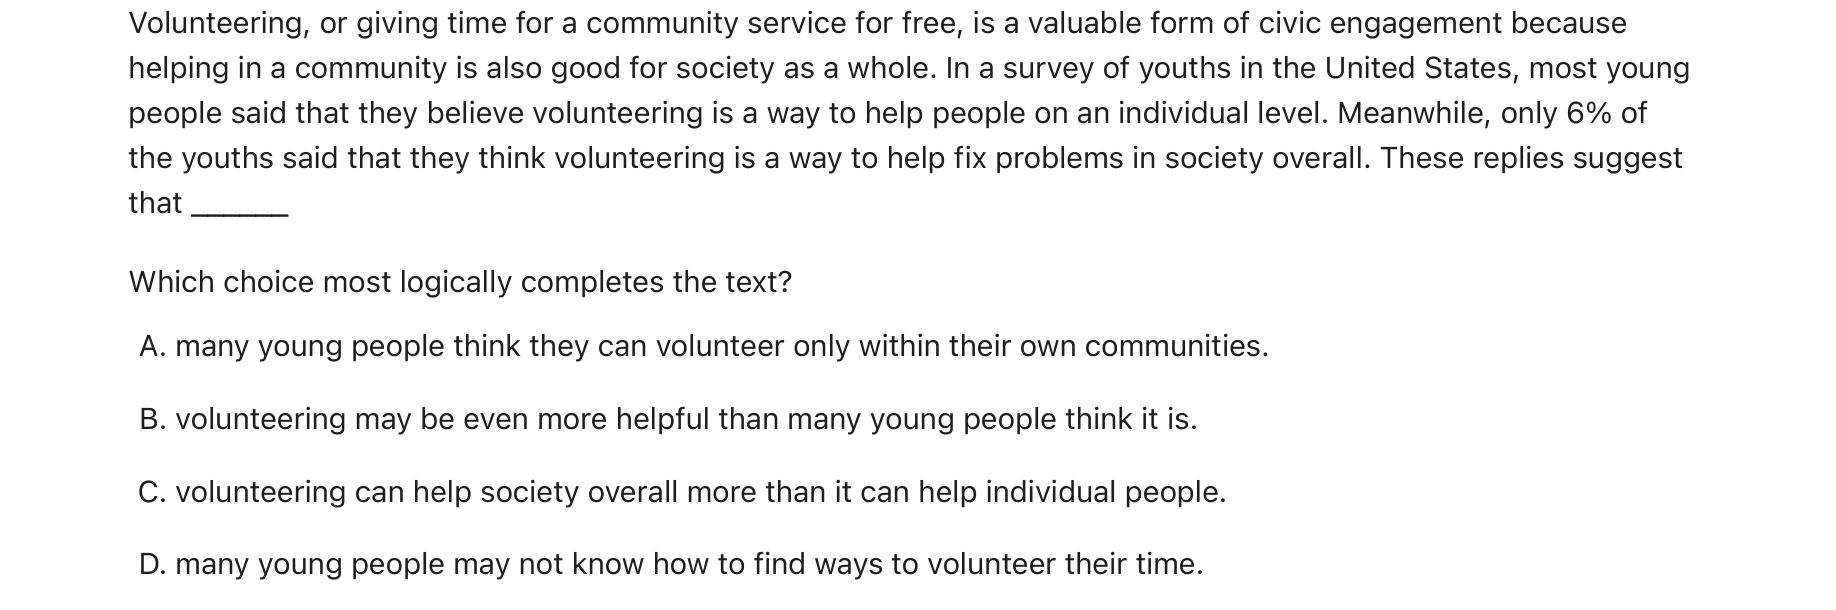 Volunteering, or giving time for a community service for free, is a valuable form of civic engagement because
helping in a community is also good for society as a whole. In a survey of youths in the United States, most young
people said that they believe volunteering is a way to help people on an individual level. Meanwhile, only 6% of
the youths said that they think volunteering is a way to help fix problems in society overall. These replies suggest
that ______
Which choice most logically completes the text?
A. many young people think they can volunteer only within their own communities.
B. volunteering may be even more helpful than many young people think it is.
C. volunteering can help society overall more than it can help individual people.
D. many young people may not know how to find ways to volunteer their time.